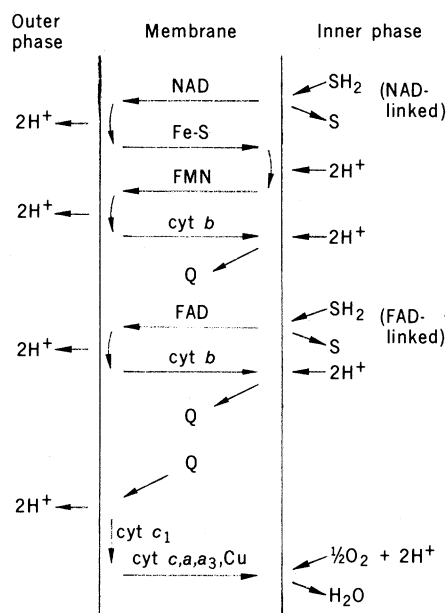 Outer phase
Membrane
Inner phase
NAD
SH2
(NAD-linked)
2H+
S
Fe-S
2H+
FMN
2H+
cyt b
2H+
Q
SH2
(FAD-linked)
FAD
2H+
S
cyt b
2H+
Q
Q
2H+
cyt c1
cyt c,a,a3,Cu
½O2 + 2H+
H2O